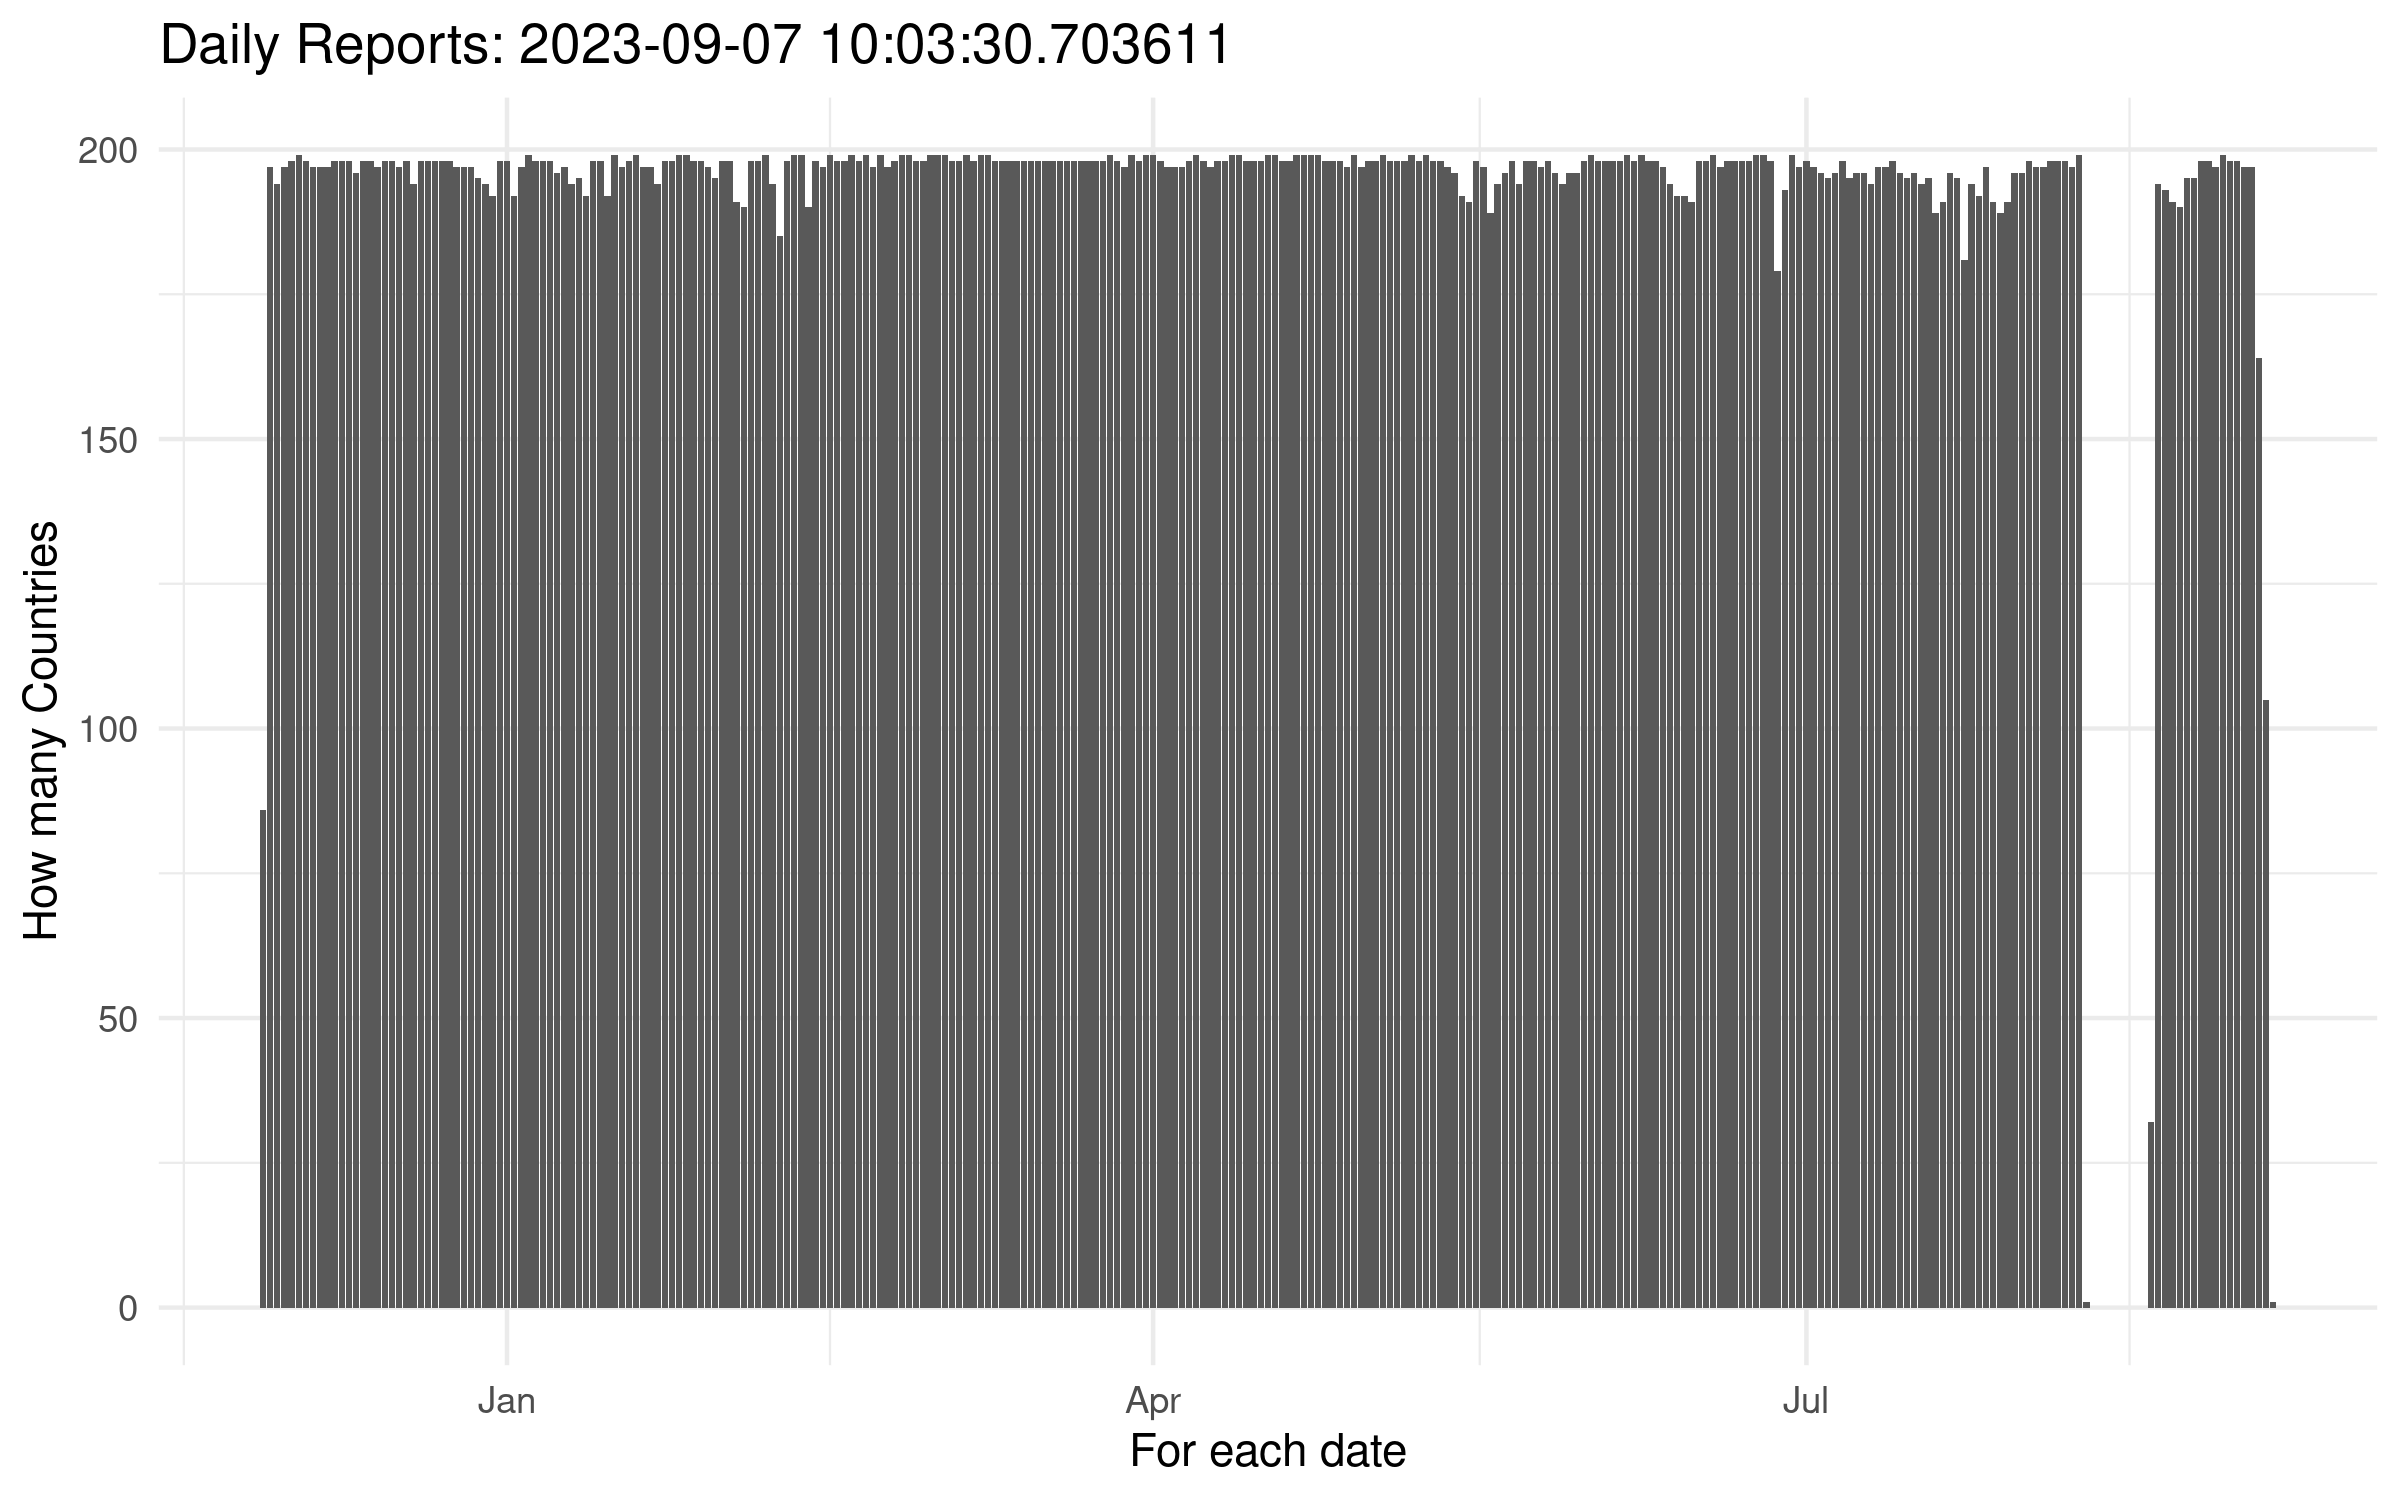 Daily Reports: 2023-09-07 10:03:30.703611
How many Countries
200
150
100
50
0
Jan
Apr
Jul
For each date